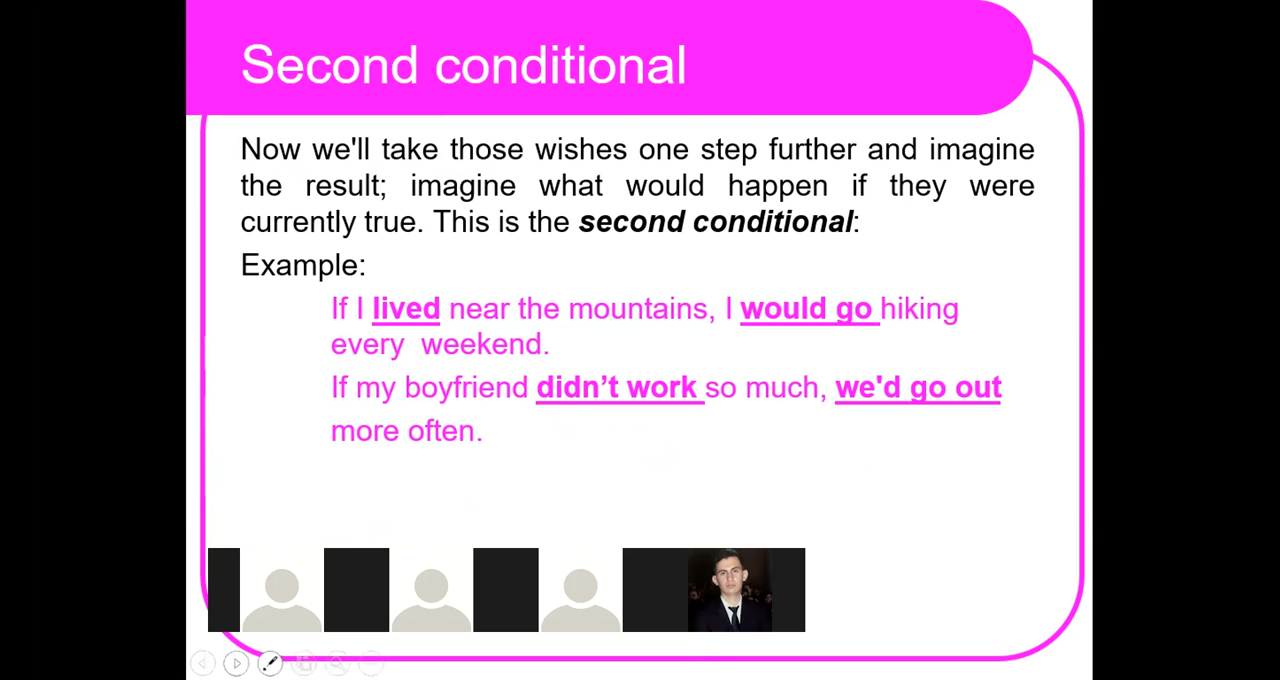 Second conditional
Now we'll take those wishes one step further and imagine
the result; imagine what would happen if they were
currently true. This is the second conditional:
Example:
If I lived near the mountains, I would go hiking
every  weekend.
If my boyfriend didn’t work so much, we'd go out
more often.